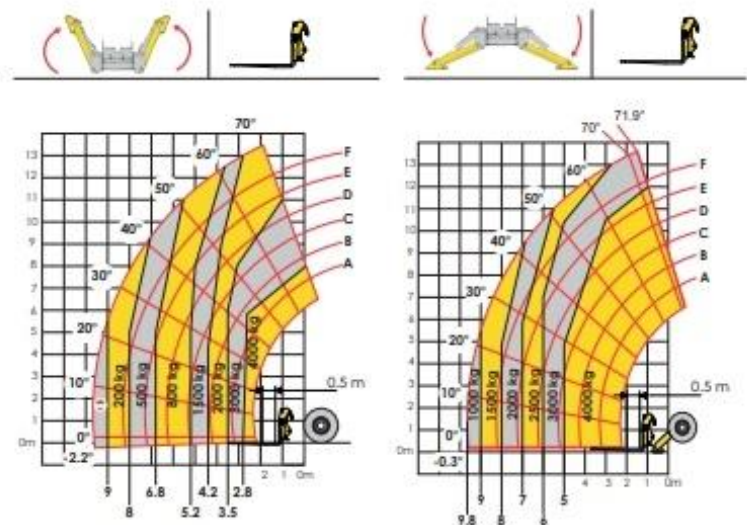 70°
60°
50°
40°
30°
20°
10°
0°
-2.2°
13
12
11
10
9
8
7
6
5
4
3
2
1
0m
F
E
D
C
B
A
200 kg
500 kg
800 kg
1500 kg
2000 kg
3000 kg
4000 kg
0.5 m
2 1 0m
9 6.8 4.2 2.8
8 5.2 3.5
71.9°
70°
60°
50°
40°
30°
20°
10°
0°
-0.3°
13
12
11
10
9
8
7
6
5
4
3
2
1
0m
F
E
D
C
B
A
1000 kg
1500 kg
2000 kg
2500 kg
3000 kg
4000kg
0.5 m
4 3 2 1 0m
9 7 5
9.8 8